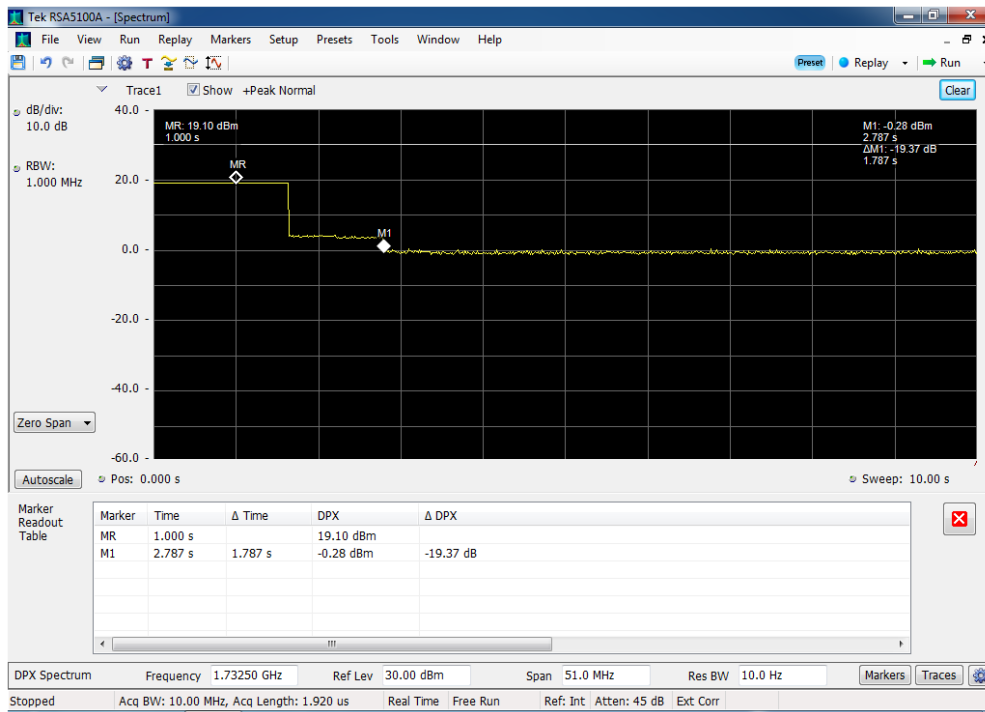 Tek RSA5100A - [Spectrum]
File View Run Replay Markers Setup Presets Tools Window Help
T Preset Replay Run
Trace1 Show +Peak Normal Clear
dB/div:
10.0 dB
RBW:
1.000 MHz
40.0 -
20.0 -
0.0 -
-20.0 -
-40.0 -
-60.0 -
MR: 19.10 dBm
1.000 s
MR
M1
M1: -0.28 dBm
2.787 s
ΔM1: -19.37 dB
1.787 s
Zero Span
Autoscale Pos: 0.000 s Sweep: 10.00 s
Marker
Readout
Table
Marker Time Δ Time DPX Δ DPX
MR 1.000 s 19.10 dBm
M1 2.787 s 1.787 s -0.28 dBm -19.37 dB
DPX Spectrum Frequency 1.73250 GHz Ref Lev 30.00 dBm Span 51.0 MHz Res BW 10.0 Hz Markers Traces
Stopped Acq BW: 10.00 MHz, Acq Length: 1.920 us Real Time Free Run Ref: Int Atten: 45 dB Ext Corr